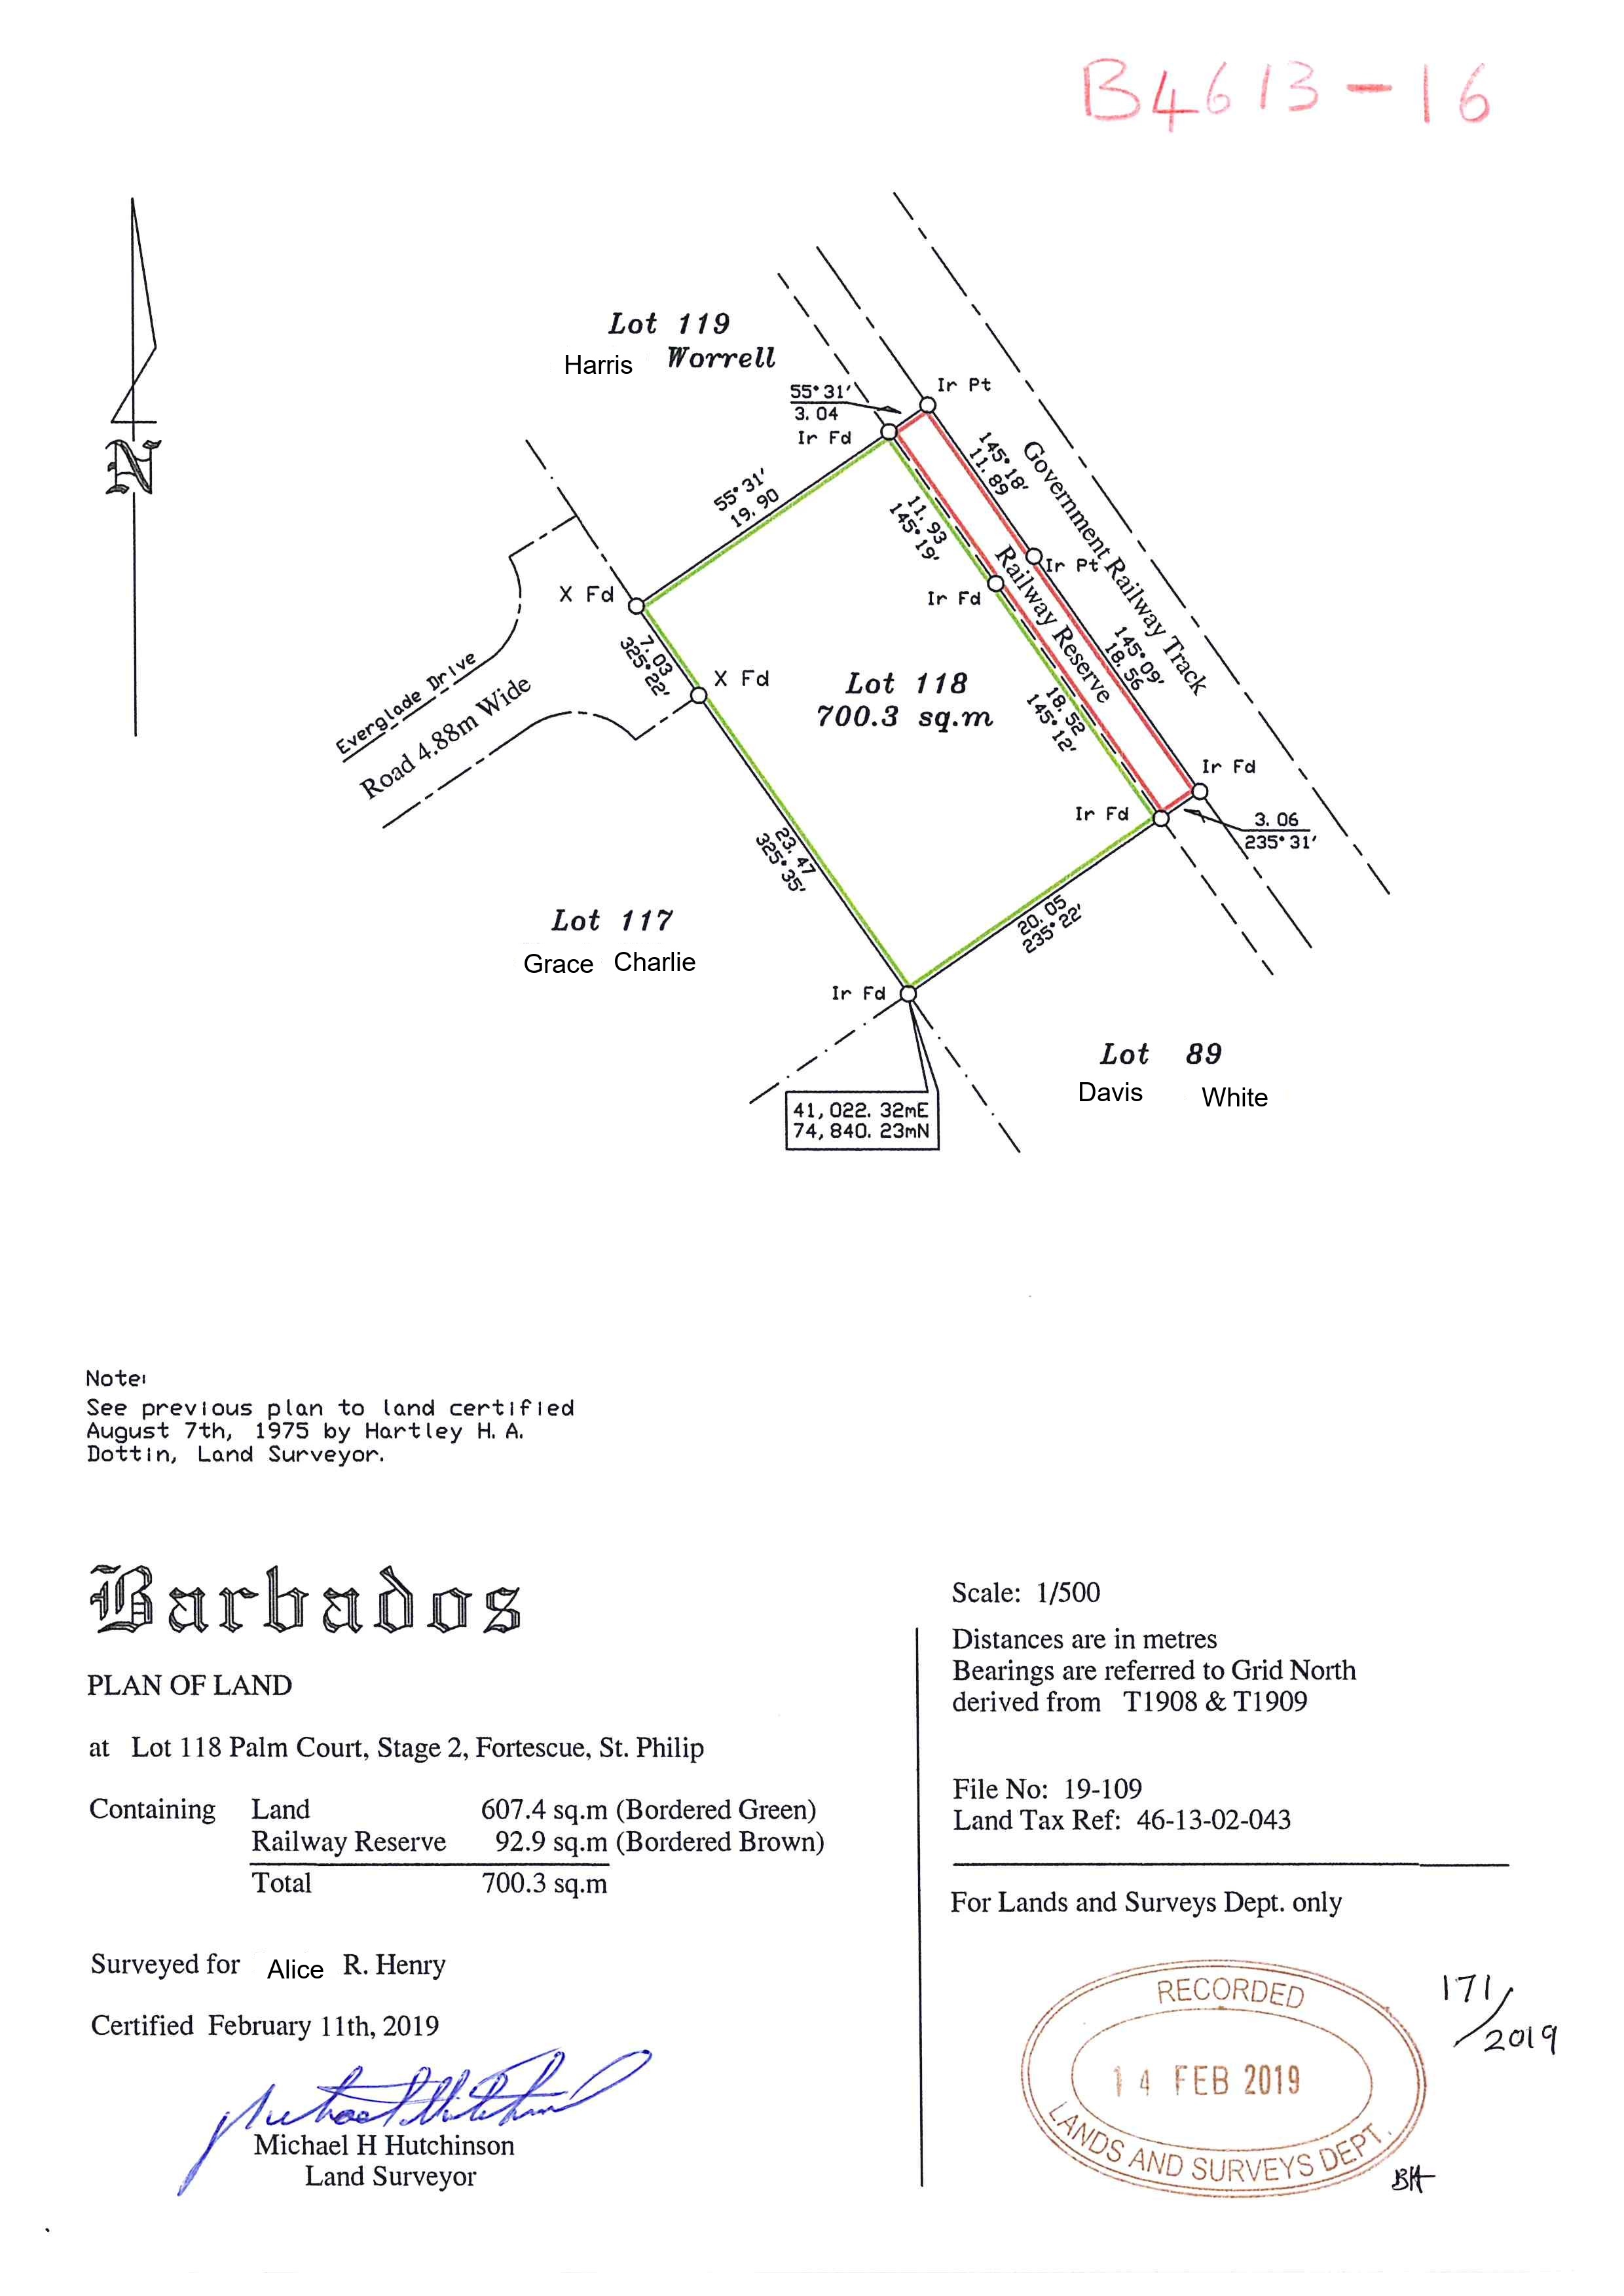 B4613-16
Lot 119
Harris Worrell
55°31'
3.04
Ir Pt
Ir Fd
N
55°31'
19.90
145°18'
11.89
Government Railway Track
11.93
145°19'
Railway Reserve
Ir Pt
X Fd
Ir Fd
7.03
325°22'
X Fd
145°09'
18.56
Everglade Drive
Road 4.88m Wide
Lot 118
700.3 sq.m
18.52
145°12'
Ir Fd
Ir Fd
3.06
235°31'
23.47
325°35'
Lot 117
Grace Charlie
20.05
235°22'
Ir Fd
Lot 89
Davis White
41,022.32mE
74,840.23mN
Note:
See previous plan to land certified
August 7th, 1975 by Hartley H.A.
Dottin, Land Surveyor.
Barbados
PLAN OF LAND
at Lot 118 Palm Court, Stage 2, Fortescue, St. Philip
Containing Land 607.4 sq.m (Bordered Green)
Railway Reserve 92.9 sq.m (Bordered Brown)
Total 700.3 sq.m
Surveyed for Alice R. Henry
Certified February 11th, 2019
Michael H Hutchinson
Land Surveyor
Scale: 1/500
Distances are in metres
Bearings are referred to Grid North
derived from T1908 & T1909
File No: 19-109
Land Tax Ref: 46-13-02-043
For Lands and Surveys Dept. only
RECORDED
14 FEB 2019
LANDS AND SURVEYS DEPT.
171/2019
BH